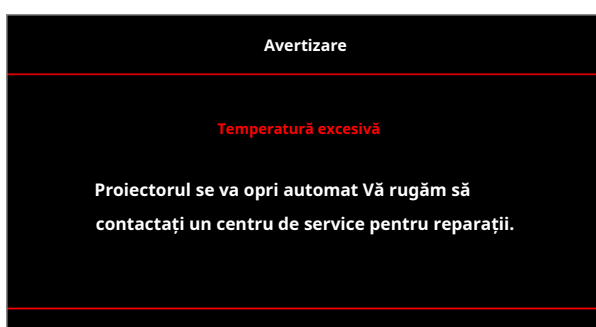 Avertizare
Temperatură excesivă
Proiectorul se va opri automat Vă rugăm să
contactați un centru de service pentru reparații.